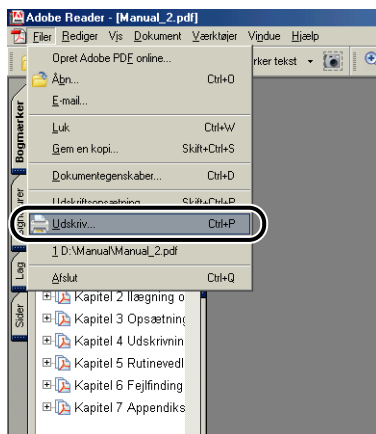 Adobe Reader - [Manual_2.pdf]
Filer Rediger Vis Dokument Værktøjer Vindue Hjælp
Opret Adobe PDF online...
rker tekst
Åbn... Ctrl+O
E-mail...
Luk Ctrl+W
Gem en kopi... Skift+Ctrl+S
Dokumentegenskaber... Ctrl+D
Udskriftsopsætning... Skift+Ctrl+P
Udskriv... Ctrl+P
1 D:\Manual\Manual_2.pdf
Afslut Ctrl+Q
Bogmærker
Lag
Sider
Kapitel 2 Ilægning o
Kapitel 3 Opsætning
Kapitel 4 Udskrivnin
Kapitel 5 Rutinevedl
Kapitel 6 Fejlfinding
Kapitel 7 Appendiks